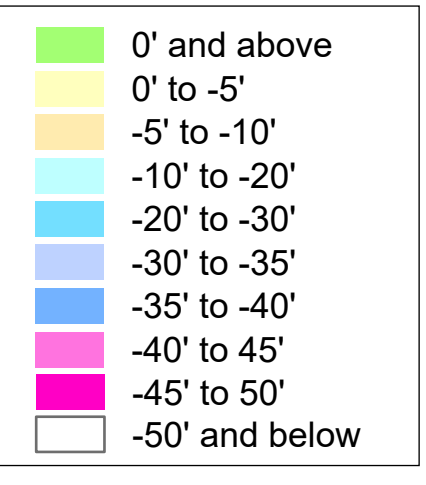 0' and above
0' to -5'
-5' to -10'
-10' to -20'
-20' to -30'
-30' to -35'
-35' to -40'
-40' to 45'
-45' to 50'
-50' and below